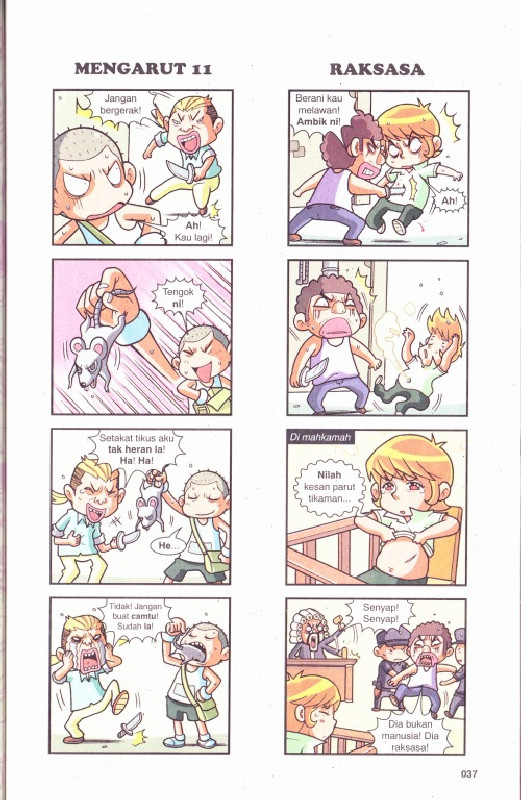 MENGARUT 11
Jangan
bergerak!
Ah!
Kau lagi!
Tengok
ni!
Setakat tikus aku
tak heran la!
Ha! Ha!
He...
Tidak! Jangan
buat camtu!
Sudah la!
RAKSASA
Berani kau
melawan!
Ambik ni!
Ah!
Di mahkamah
Nilah
kesan parut
tikaman...
Senyap!
Senyap!
Dia bukan
manusia! Dia
raksasa!
037